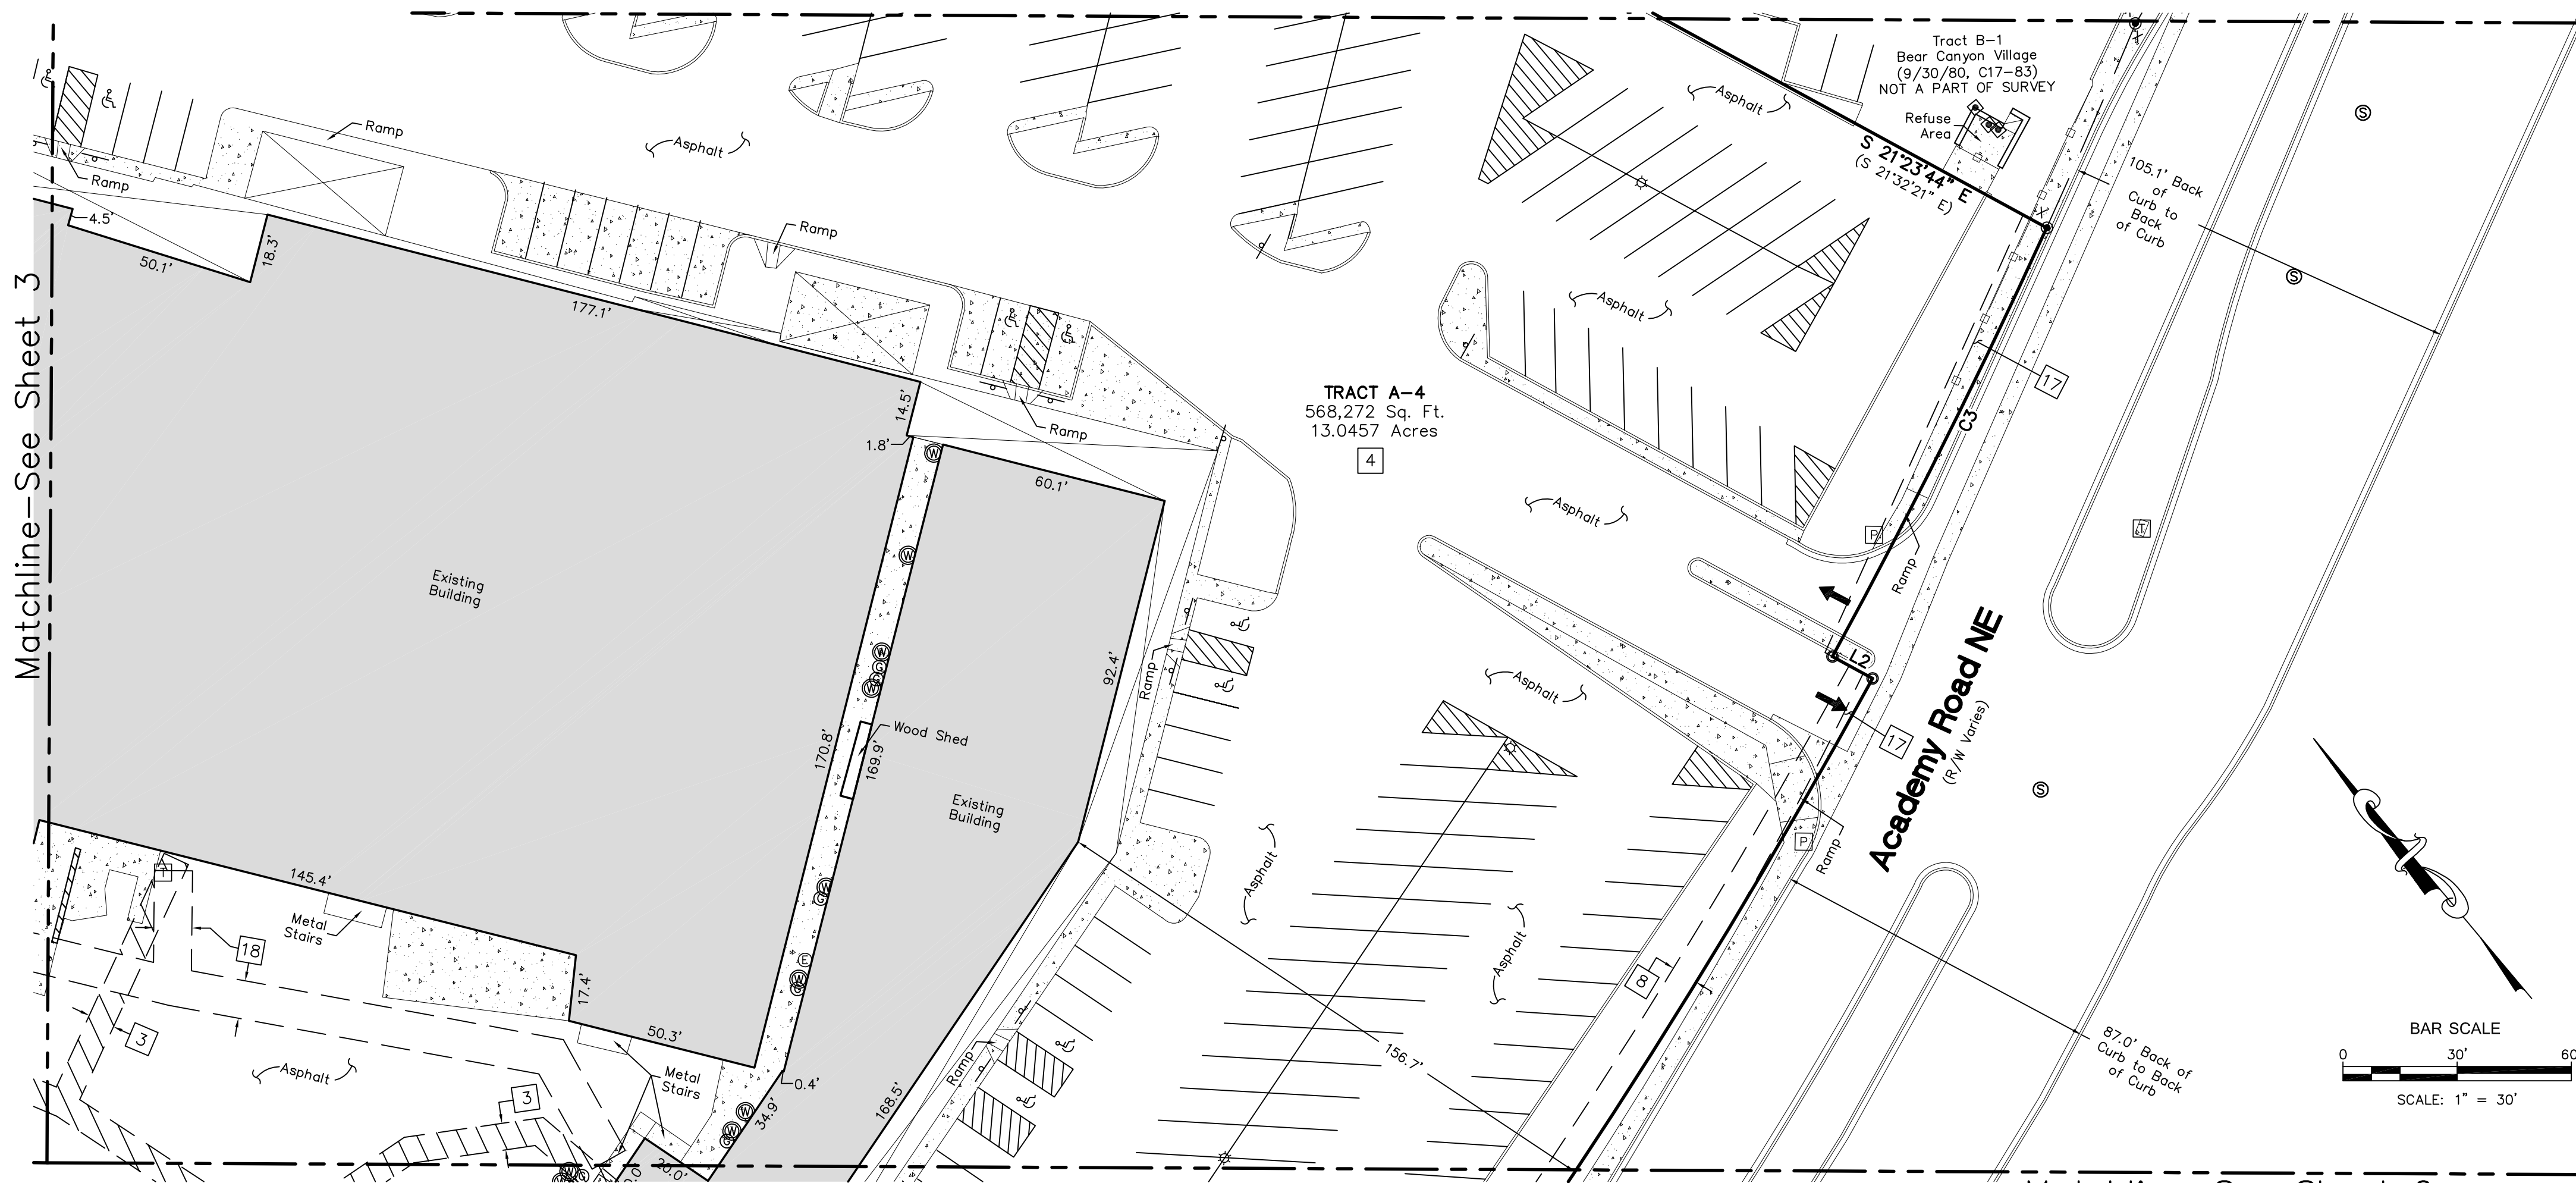 Tract B-1
Bear Canyon Village
(9/30/80, C17-83)
NOT A PART OF SURVEY
Refuse
Area
S 21°23'44" E
(S 21°32'21" E)
X
105.1' Back
of
Curb to
Back
of Curb
S
S
Asphalt
Ramp
Asphalt
Ramp
4.5'
50.1'
18.3'
Ramp
177.1'
Asphalt
Matchline-See Sheet 3
14.5'
1.8'
Ramp
TRACT A-4
568,272 Sq. Ft.
13.0457 Acres
4
17
C3
60.1'
W
W
Asphalt
P
Ramp
T
Existing
Building
W
G
G
W
92.4'
Ramp
L2
Asphalt
Academy Road NE
(R/W Varies)
17
S
170.8'
Wood Shed
169.9'
Existing
Building
P
Ramp
145.4'
T
Metal
Stairs
18
W
G
Asphalt
Asphalt
8
E
W
G
17.4'
50.3'
3
Asphalt
Metal
Stairs
0.4'
Ramp
156.7'
87.0' Back of
Curb to Back
of Curb
3
34.9'
W
W
G
168.5'
20.0'
BAR SCALE
0 30' 60
SCALE: 1" = 30'